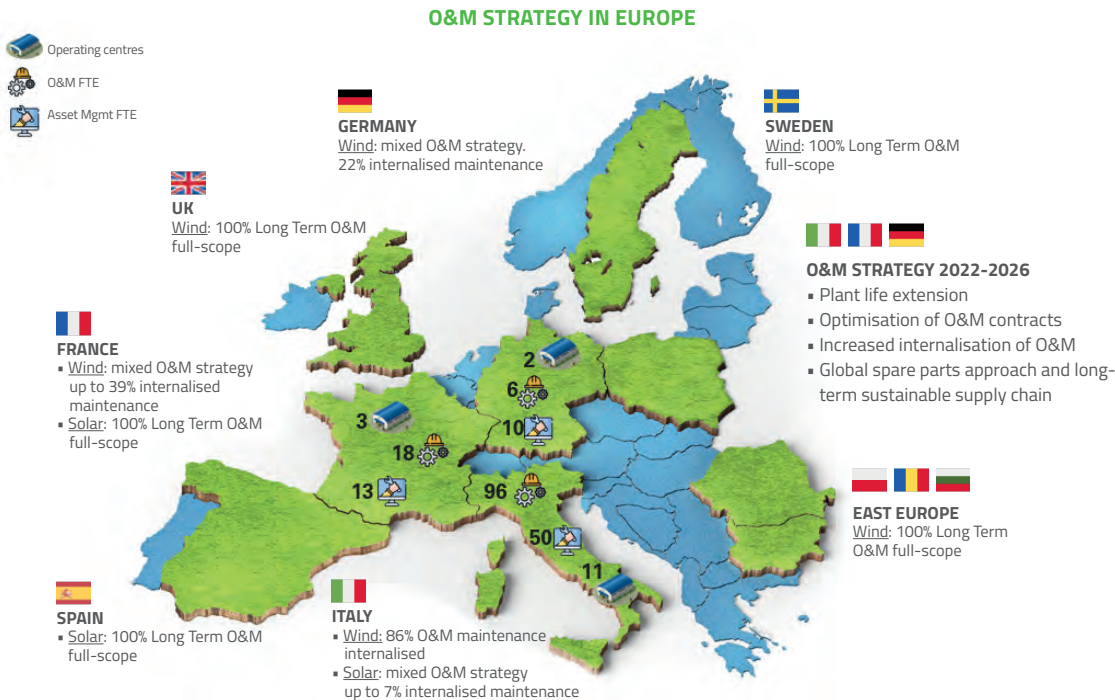 O&M STRATEGY IN EUROPE
Operating centres
O&M FTE
Asset Mgmt FTE
GERMANY
Wind: mixed O&M strategy.
22% internalised maintenance
SWEDEN
Wind: 100% Long Term O&M
full-scope
UK
Wind: 100% Long Term O&M
full-scope
O&M STRATEGY 2022-2026
▪ Plant life extension
▪ Optimisation of O&M contracts
▪ Increased internalisation of O&M
▪ Global spare parts approach and long-
term sustainable supply chain
FRANCE
▪ Wind: mixed O&M strategy
up to 39% internalised
maintenance
▪ Solar: 100% Long Term O&M
full-scope
2
6
10
3
18
13
96
50
11
EAST EUROPE
Wind: 100% Long Term
O&M full-scope
SPAIN
▪ Solar: 100% Long Term O&M
full-scope
ITALY
▪ Wind: 86% O&M maintenance
internalised
▪ Solar: mixed O&M strategy
up to 7% internalised maintenance